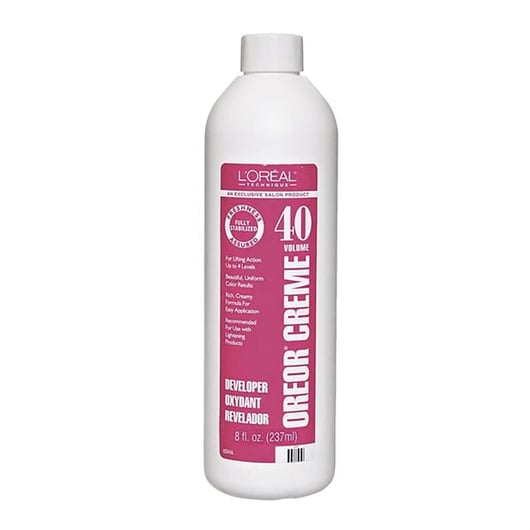 L'ORÉAL
TECHNIQUE
AN EXCLUSIVE SALON PRODUCT
FRESHNESS
FULLY
STABILIZED
ASSURED
40
VOLUME
OREOR® CREME
For Lifting Action
Up to 4 Levels
Beautiful, Uniform
Color Results
Rich, Creamy
Formula For
Easy Application
Recommended
For Use with
Lightening
Products
DEVELOPER
OXYDANT
REVELADOR
8 fl. oz. (237ml)